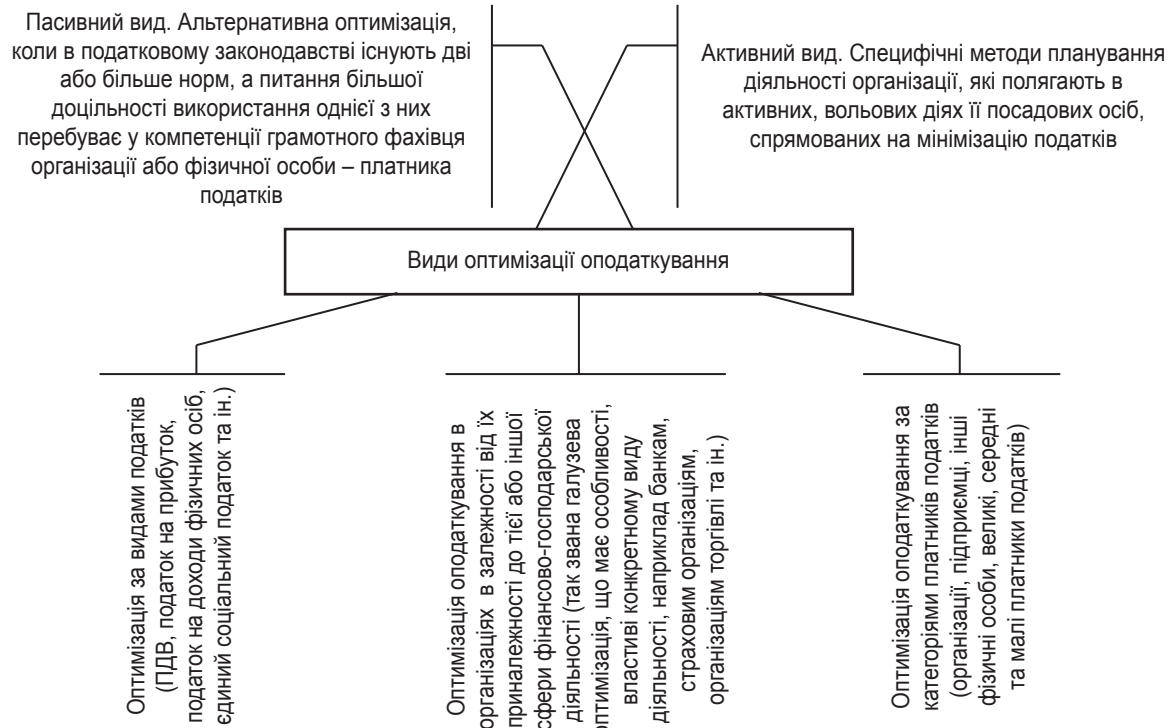 Пасивний вид. Альтернативна оптимізація,
коли в податковому законодавстві існують дві
або більше норм, а питання більшої
доцільності використання однієї з них
перебуває у компетенції грамотного фахівця
організації або фізичної особи – платника
податків
Активний вид. Специфічні методи планування
діяльності організації, які полягають в
активних, вольових діях її посадових осіб,
спрямованих на мінімізацію податків
Види оптимізації оподаткування
Оптимізація за видами податків
(ПДВ, податок на прибуток,
податок на доходи фізичних осіб,
єдиний соціальний податок та ін.)
Оптимізація оподаткування в
організаціях в залежності від їх
приналежності до тієї або іншої
сфери фінансово-господарської
діяльності (так звана галузева
оптимізація, що має особливості,
властиві конкретному виду
діяльності, наприклад банкам,
страховим організаціям,
організаціям торгівлі та ін.)
Оптимізація оподаткування за
категоріями платників податків
(організації, підприємці, інші
фізичні особи, великі, середні
та малі платники податків)